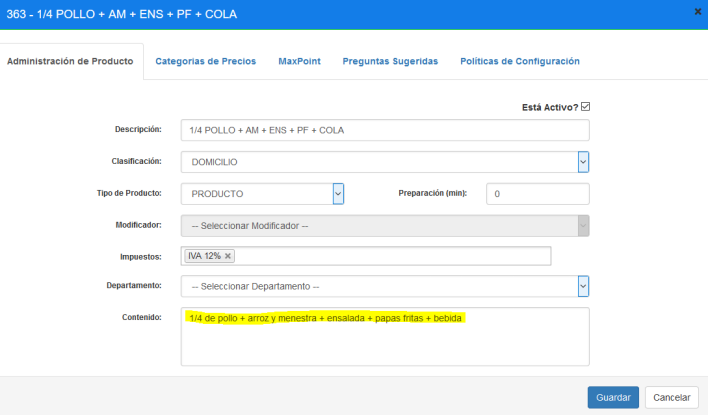 363 - 1/4 POLLO + AM + ENS + PF + COLA
Administración de Producto
Categorias de Precios
MaxPoint
Preguntas Sugeridas
Políticas de Configuración
Está Activo?
Descripción:
1/4 POLLO + AM + ENS + PF + COLA
Clasificación:
DOMICILIO
Tipo de Producto:
PRODUCTO
Preparación (min):
0
Modificador:
-- Seleccionar Modificador --
Impuestos:
IVA 12% ×
Departamento:
-- Seleccionar Departamento --
Contenido:
1/4 de pollo + arroz y menestra + ensalada + papas fritas + bebida
Guardar
Cancelar